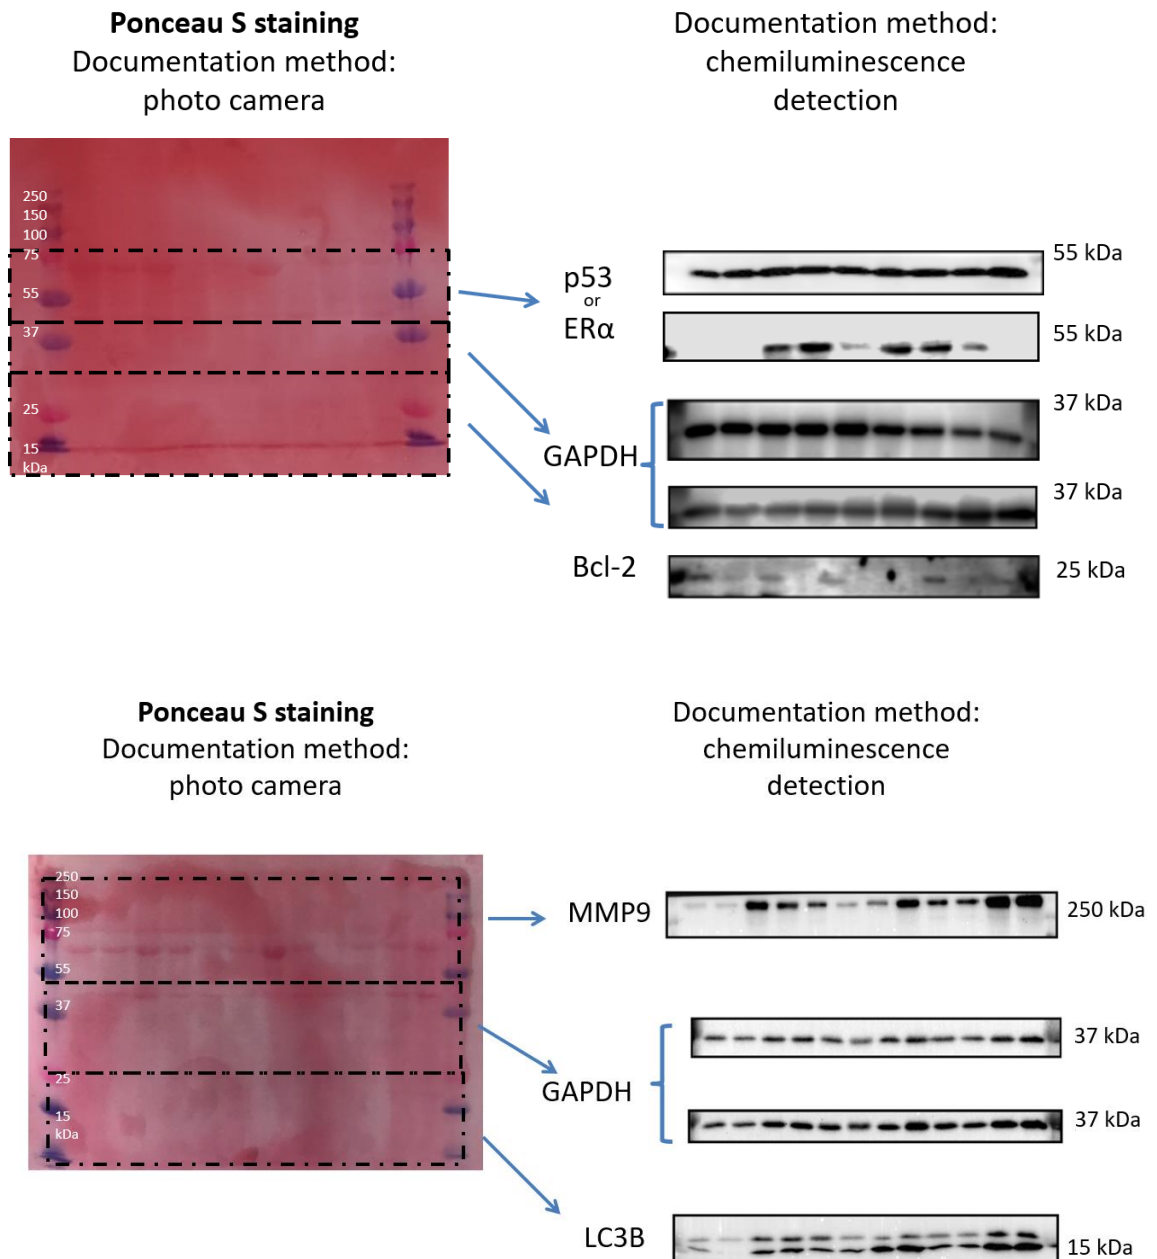 Ponceau S staining
Documentation method:
photo camera
Documentation method:
chemiluminescence
detection
250
150
100
75
55
37
25
15
kDa
p53
or
ERα
GAPDH
Bcl-2
55 kDa
55 kDa
37 kDa
37 kDa
25 kDa
Ponceau S staining
Documentation method:
photo camera
Documentation method:
chemiluminescence
detection
250
150
100
75
55
37
25
15
kDa
MMP9
250 kDa
GAPDH
37 kDa
37 kDa
LC3B
15 kDa